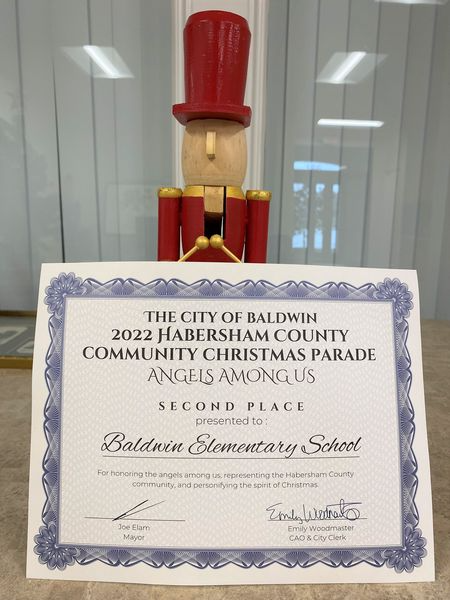 THE CITY OF BALDWIN
2022 HABERSHAM COUNTY
COMMUNITY CHRISTMAS PARADE
ANGELS AMONG US
SECOND PLACE
presented to :
Baldwin Elementary School
For honoring the angels among us, representing the Habersham County
community, and personifying the spirit of Christmas.
Emily Woodmaster
Joe Elam
Mayor
Emily Woodmaster
CAO & City Clerk